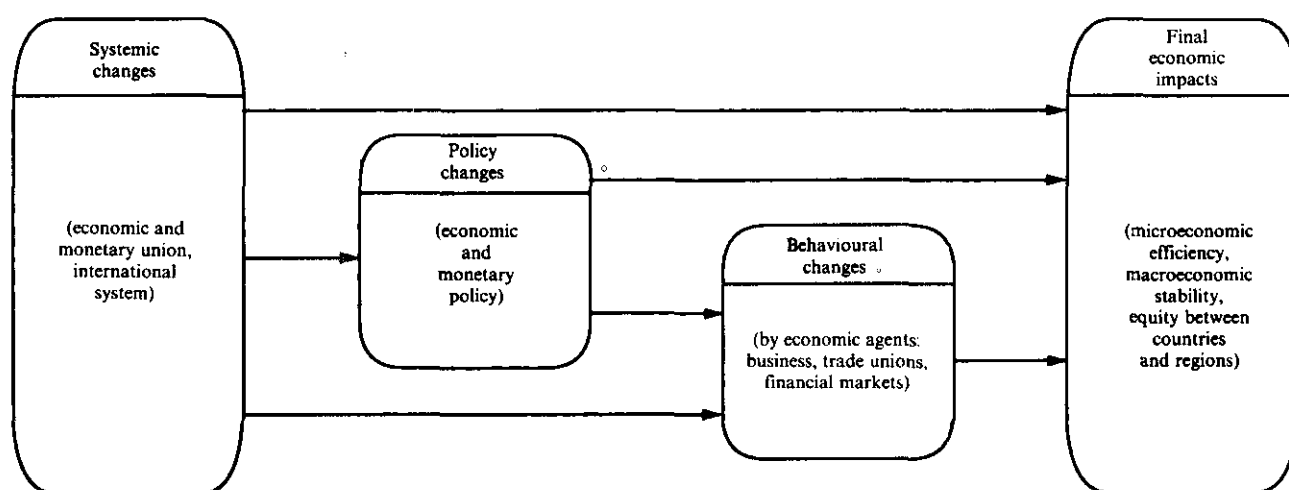 Systemic
changes
(economic and
monetary union,
international
system)
Policy
changes
(economic
and
monetary
policy)
Behavioural
changes
(by economic agents:
business, trade unions,
financial markets)
Final
economic
impacts
(microeconomic
efficiency,
macroeconomic
stability,
equity between
countries
and regions)